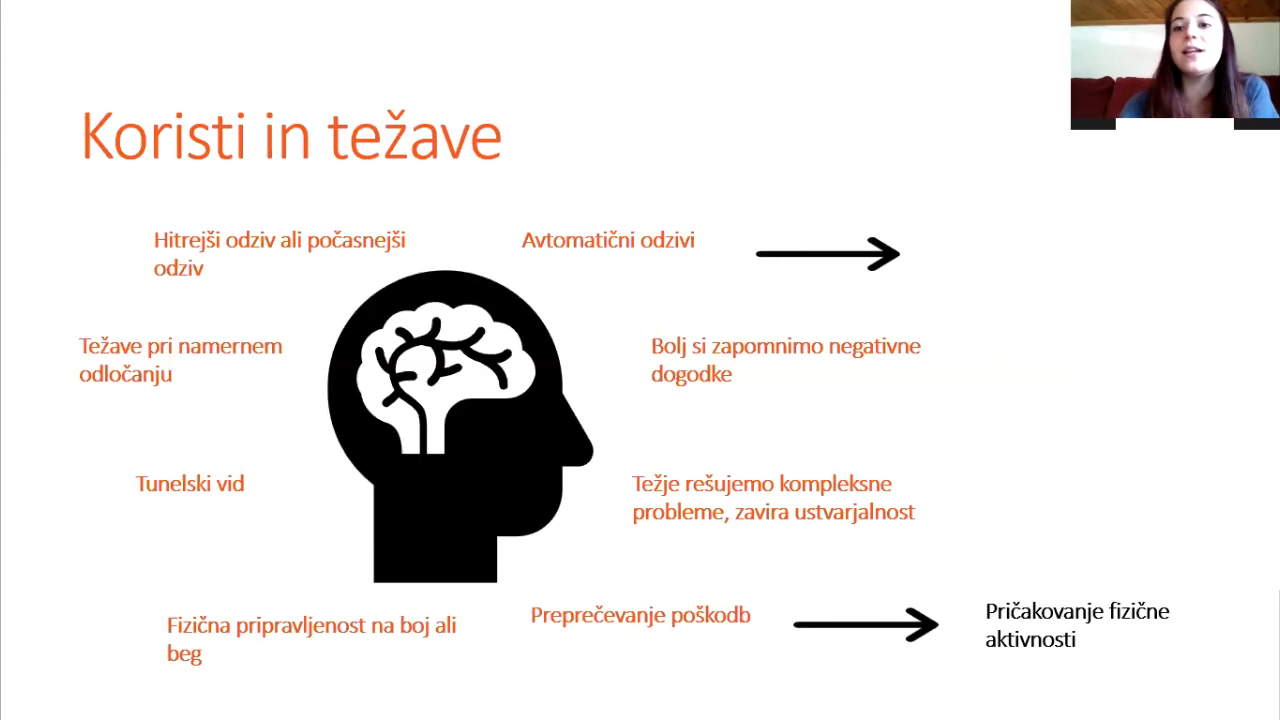 Koristi in težave
Hitrejši odziv ali počasnejši
odziv
Avtomatični odzivi
Težave pri namernem
odločanju
Bolj si zapomnimo negativne
dogodke
Tunelski vid
Težje rešujemo kompleksne
probleme, zavira ustvarjalnost
Fizična pripravljenost na boj ali
beg
Preprečevanje poškodb
Pričakovanje fizične
aktivnosti